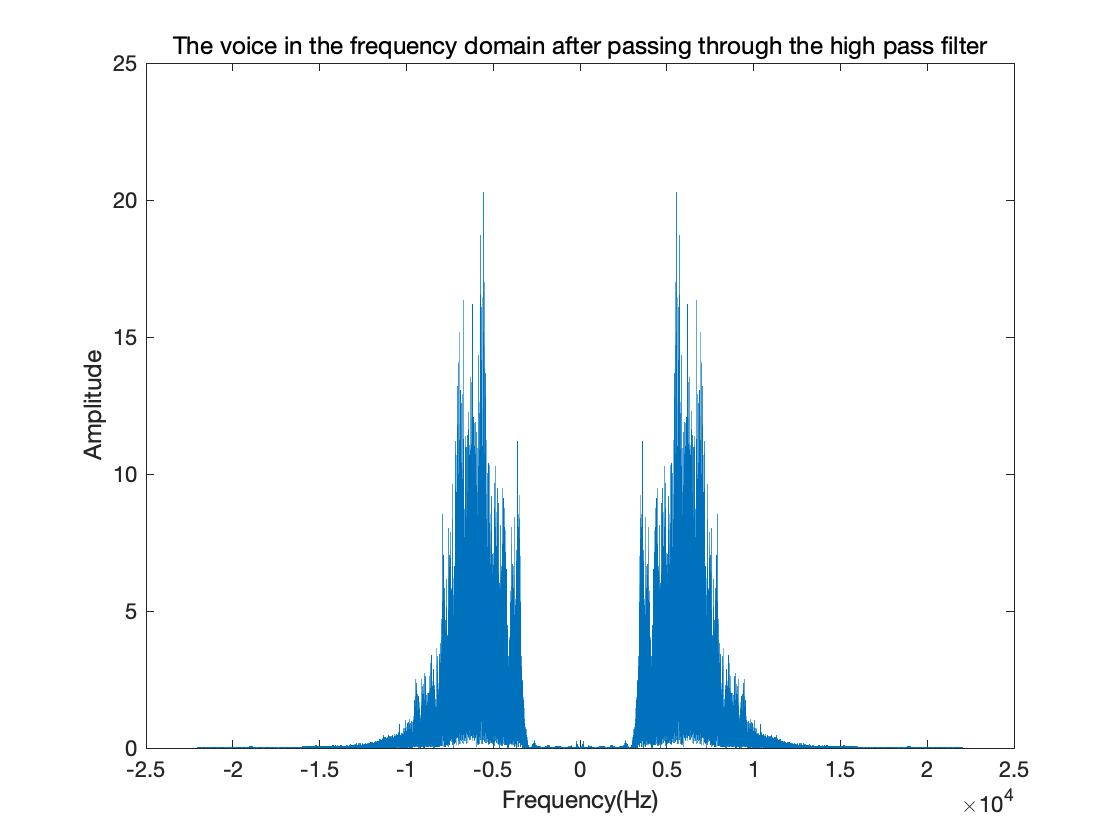 The voice in the frequency domain after passing through the high pass filter
25
20
15
10
5
0
Amplitude
-2.5 -2 -1.5 -1 -0.5 0 0.5 1 1.5 2 2.5
Frequency(Hz)
×10⁴